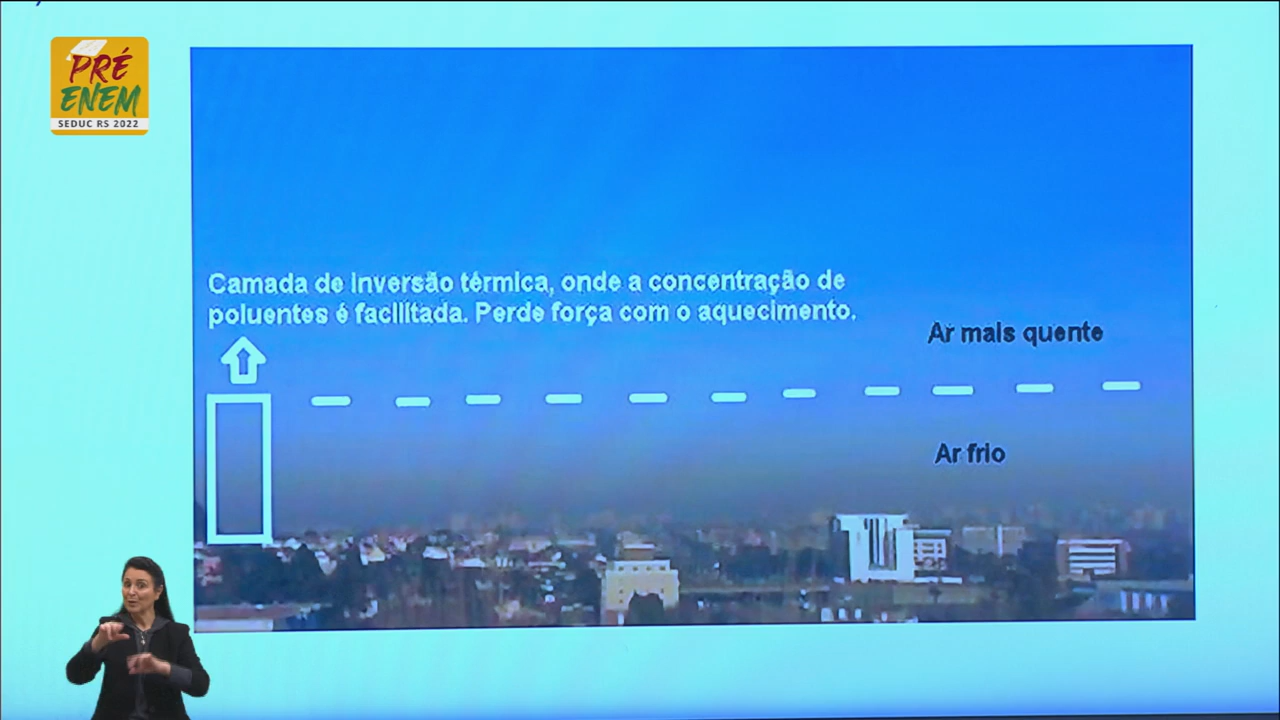 PRÉ
ENEM
SEDUC RS 2022
Camada de inversão térmica, onde a concentração de
poluentes é facilitada. Perde força com o aquecimento.
Ar mais quente
Ar frio